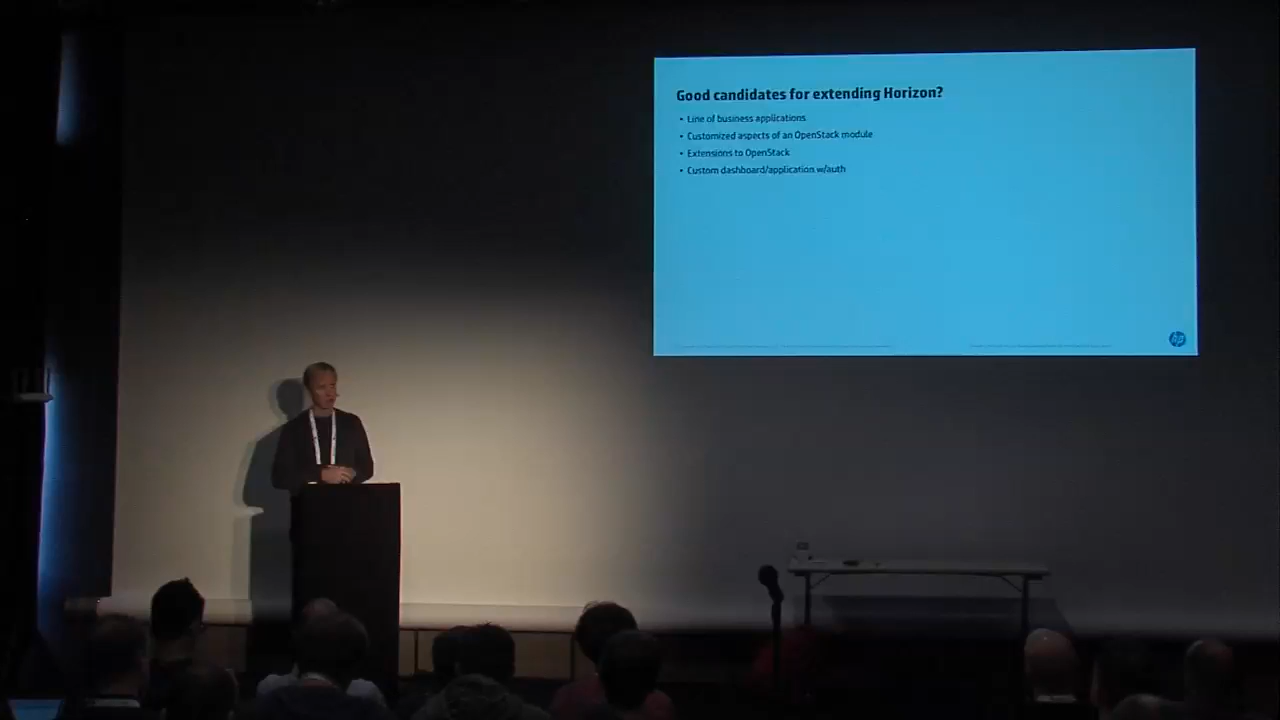 Good candidates for extending Horizon?
• Line of business applications
• Customized aspects of an OpenStack module
• Extensions to OpenStack
• Custom dashboard/application w/auth
hp